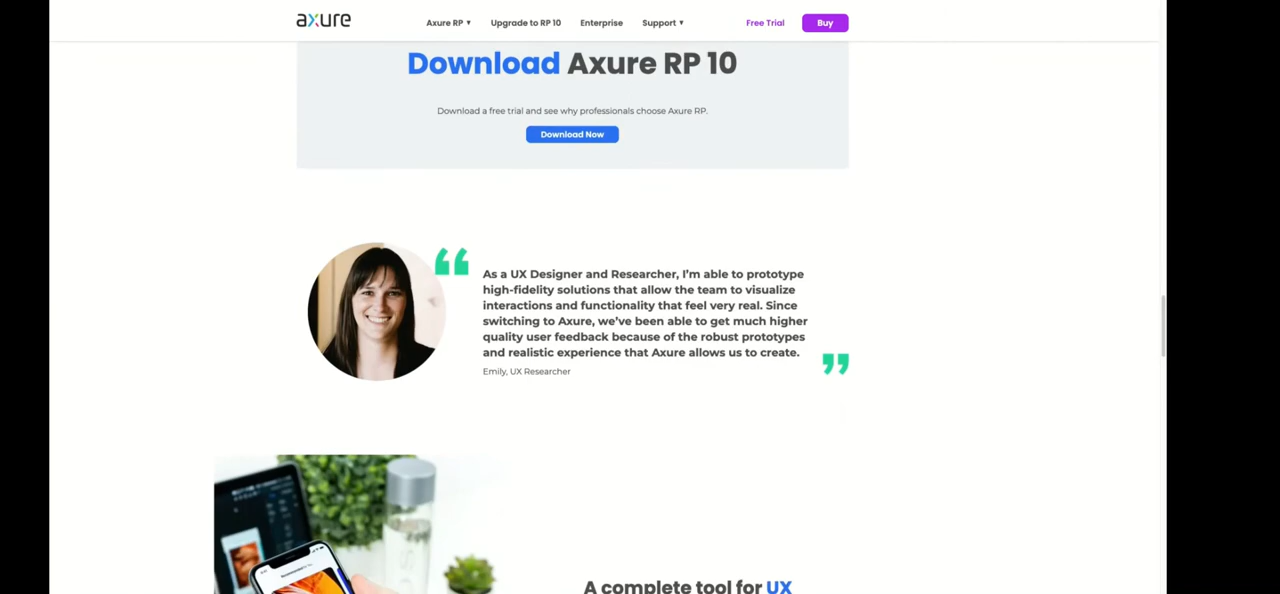 axure
Axure RP ▼ Upgrade to RP 10 Enterprise Support ▼ Free Trial Buy
Download Axure RP 10
Download a free trial and see why professionals choose Axure RP.
Download Now
As a UX Designer and Researcher, I’m able to prototype
high-fidelity solutions that allow the team to visualize
interactions and functionality that feel very real. Since
switching to Axure, we’ve been able to get much higher
quality user feedback because of the robust prototypes
and realistic experience that Axure allows us to create.
Emily, UX Researcher
A complete tool for UX